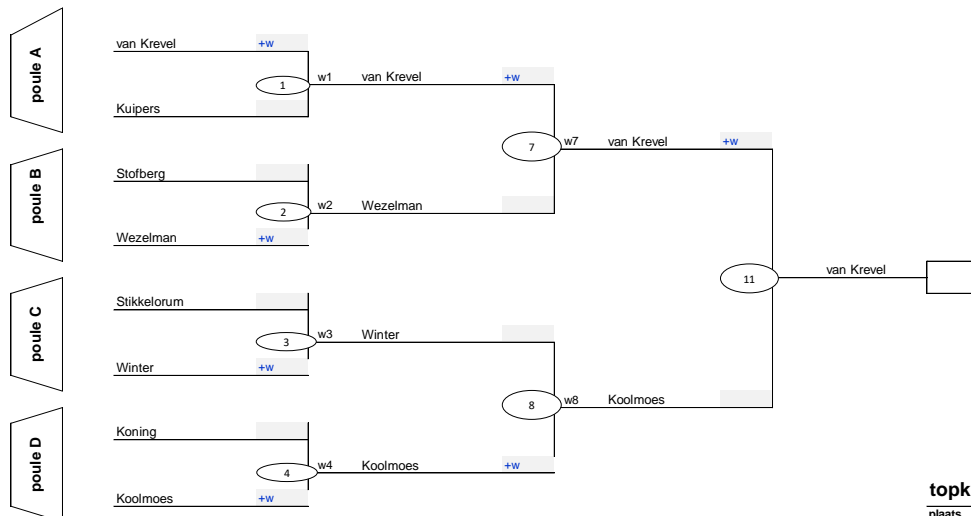 poule A
van Krevel +w
1 w1 van Krevel +w
Kuipers
7 w7 van Krevel +w
poule B
Stofberg
2 w2 Wezelman
Wezelman +w
11 van Krevel
poule C
Stikkelorum
3 w3 Winter
Winter +w
8 w8 Koolmoes
poule D
Koning
4 w4 Koolmoes +w
Koolmoes +w
topk
plaats